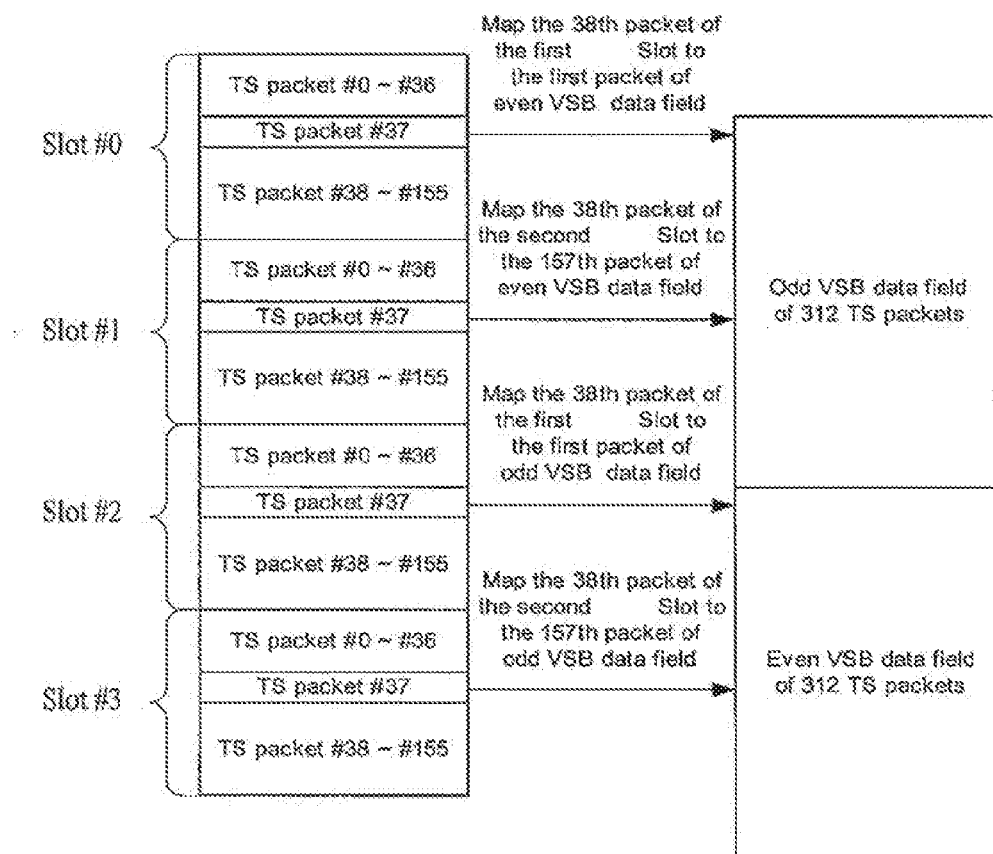 Map the 38th packet of
the first Slot to
the first packet of
even VSB data field
Slot #0
TS packet #0 ~ #36
TS packet #37
TS packet #38 ~ #155
Map the 38th packet of
the second Slot to
the 157th packet of
even VSB data field
Slot #1
TS packet #0 ~ #36
TS packet #37
TS packet #38 ~ #155
Odd VSB data field
of 312 TS packets
Map the 38th packet of
the first Slot to
the first packet of
odd VSB data field
Slot #2
TS packet #0 ~ #36
TS packet #37
TS packet #38 ~ #155
Map the 38th packet of
the second Slot to
the 157th packet of
odd VSB data field
Slot #3
TS packet #0 ~ #36
TS packet #37
TS packet #38 ~ #155
Even VSB data field
of 312 TS packets